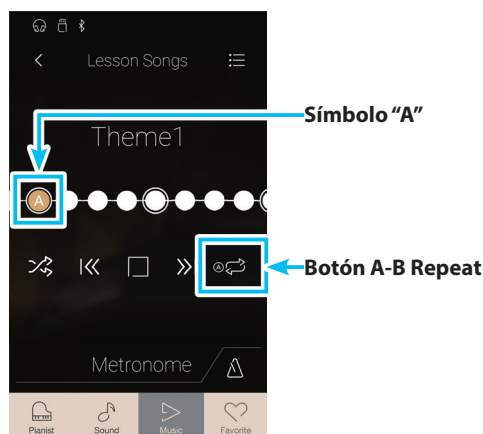 Lesson Songs
Símbolo “A”
Theme1
A
A
Botón A-B Repeat
Metronome
Pianist Sound Music Favorite